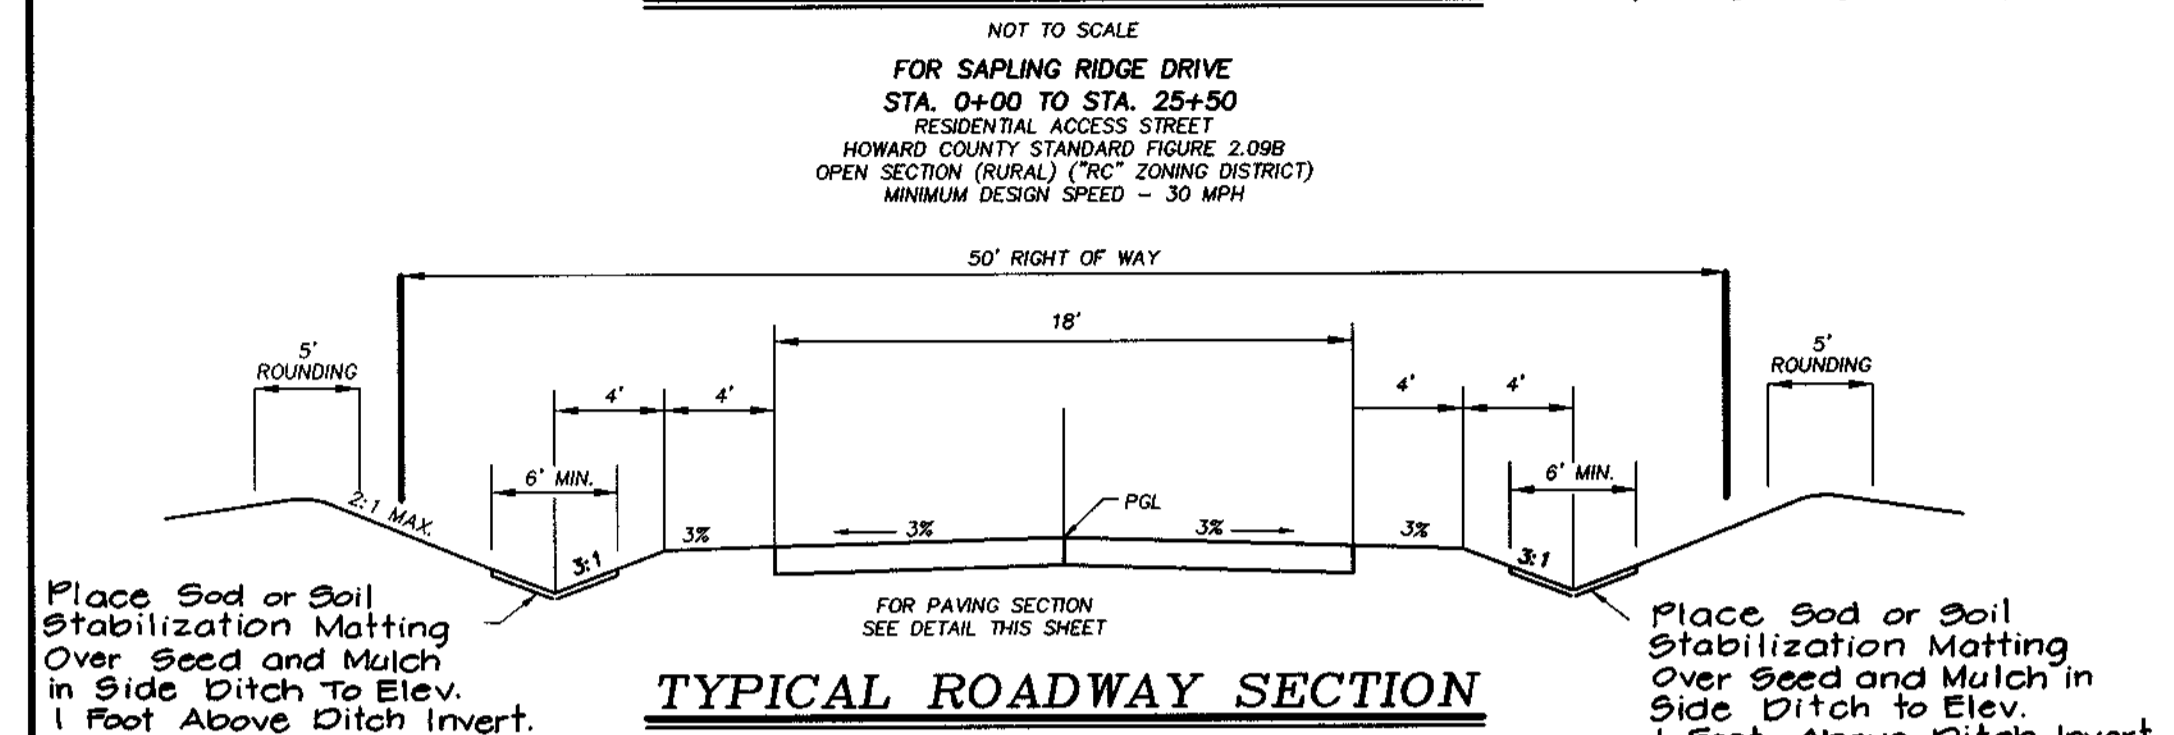 NOT TO SCALE
FOR SAPLING RIDGE DRIVE
STA. 0+00 TO STA. 25+50
RESIDENTIAL ACCESS STREET
HOWARD COUNTY STANDARD FIGURE 2.09B
OPEN SECTION (RURAL) ("RC" ZONING DISTRICT)
MINIMUM DESIGN SPEED - 30 MPH
50' RIGHT OF WAY
18'
5'
ROUNDING
5'
ROUNDING
4'
4'
4'
4'
6' MIN.
6' MIN.
PGL
2:1 MAX.
3%
3%
3%
3%
3:1
3:1
FOR PAVING SECTION
SEE DETAIL THIS SHEET
Place Sod or Soil
Stabilization Matting
Over Seed and Mulch
in Side Ditch To Elev.
1 Foot Above Ditch Invert.
Place Sod or Soil
Stabilization Matting
Over Seed and Mulch in
Side Ditch to Elev.
1 Foot Above Ditch Invert
TYPICAL ROADWAY SECTION